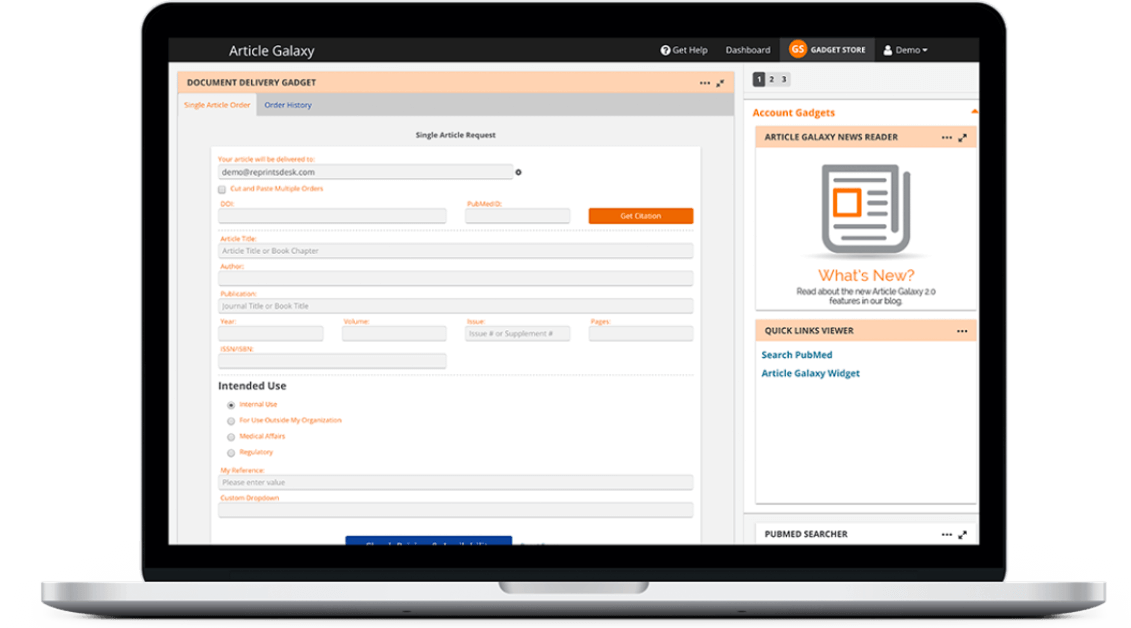 Article Galaxy
Get Help Dashboard GS GADGET STORE Demo
DOCUMENT DELIVERY GADGET
Single Article Order Order History
Single Article Request
Your article will be delivered to:
demo@reprintsdesk.com
Cut and Paste Multiple Orders
DOI: PubMed ID:
Get Citation
Article Title:
Article Title or Book Chapter
Author:
Publication:
Journal Title or Book Title
Year: Volume: Issue: Pages:
Issue # or Supplement #
ISSN/ISBN:
Intended Use
Internal Use
For Use Outside My Organization
Medical Affairs
Regulatory
My Reference:
Please enter value
Custom Dropdown
1 2 3
Account Gadgets
ARTICLE GALAXY NEWS READER
What's New?
Read about the new Article Galaxy 2.0
features in our blog.
QUICK LINKS VIEWER
Search PubMed
Article Galaxy Widget
PUBMED SEARCHER